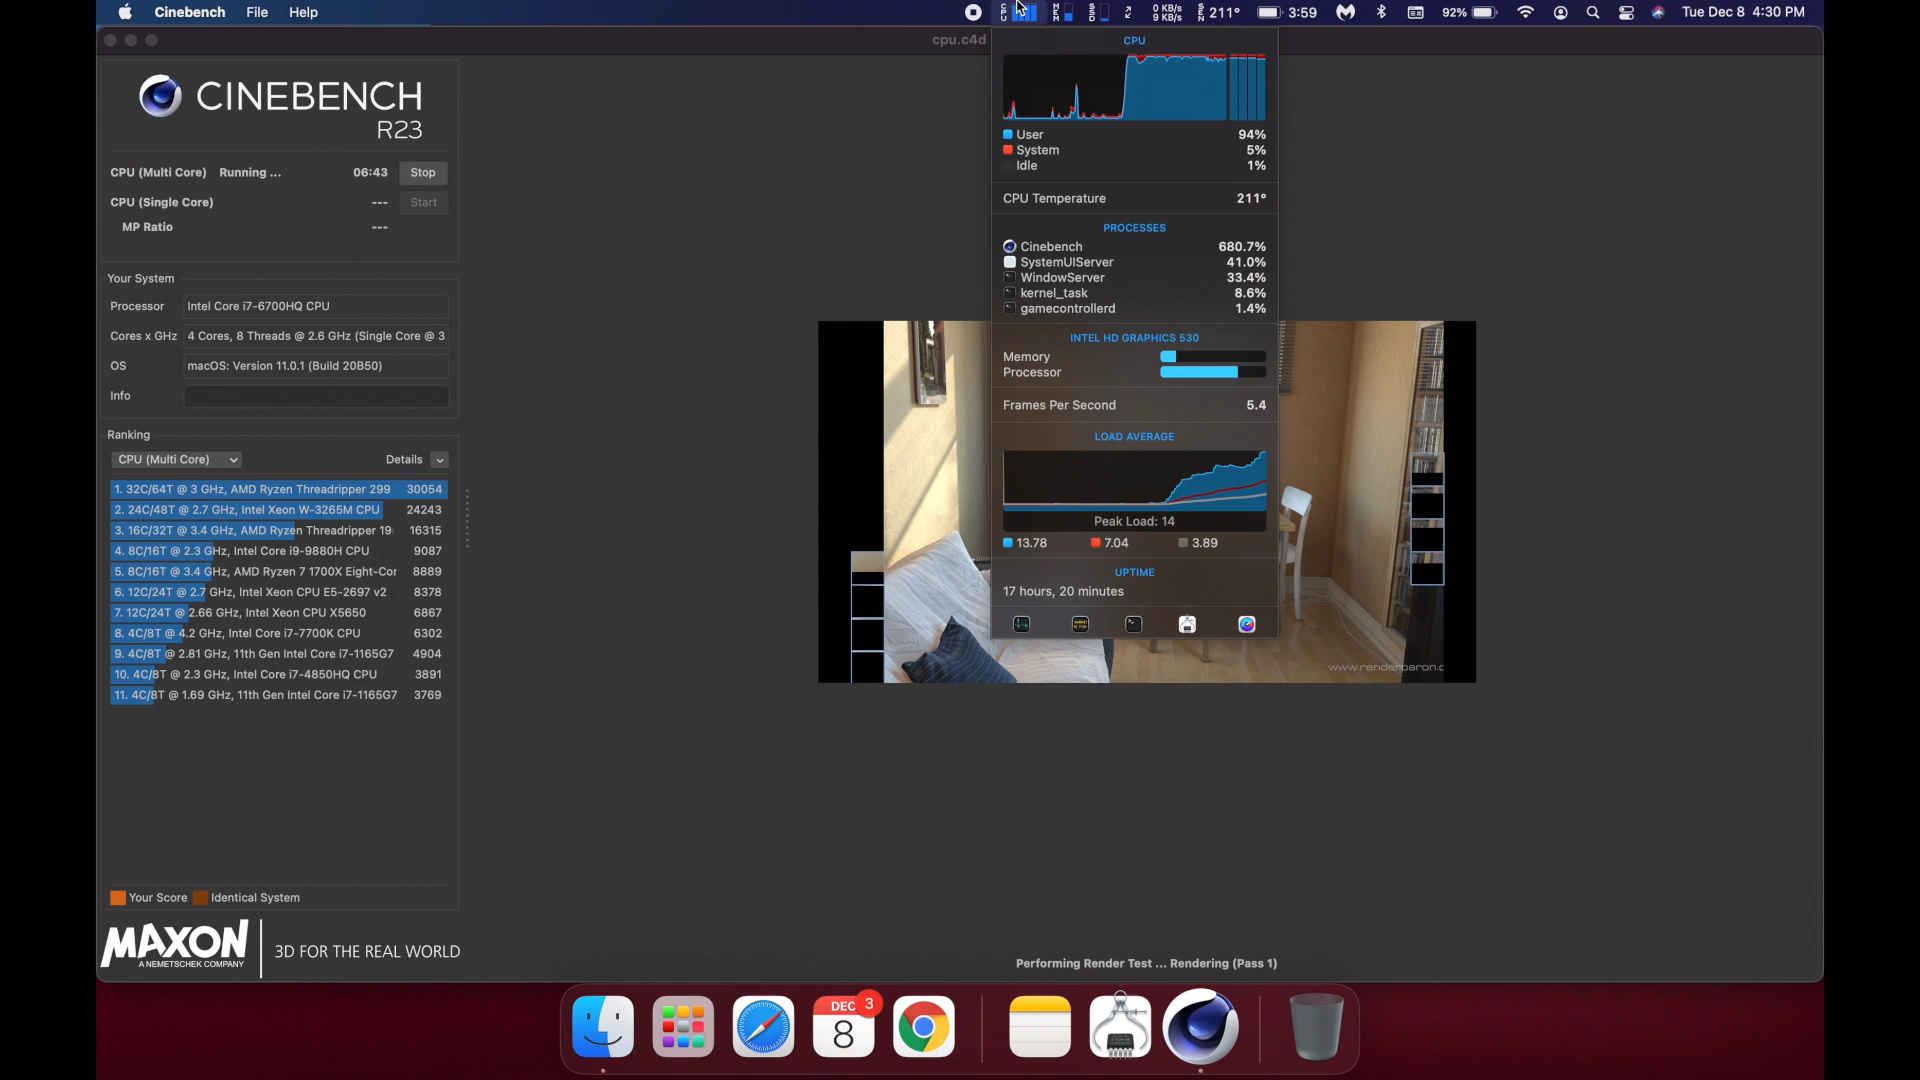 Cinebench File Help
CPU MEM SSD 0 KB/s 9 KB/s SEN 211° 3:59 92% Tue Dec 8 4:30 PM
cpu.c4d
CINEBENCH
R23
CPU (Multi Core) Running ... 06:43 Stop
CPU (Single Core) --- Start
MP Ratio ---
Your System
Processor Intel Core i7-6700HQ CPU
Cores x GHz 4 Cores, 8 Threads @ 2.6 GHz (Single Core @ 3
OS macOS: Version 11.0.1 (Build 20B50)
Info
Ranking
CPU (Multi Core) Details
1. 32C/64T @ 3 GHz, AMD Ryzen Threadripper 299 30054
2. 24C/48T @ 2.7 GHz, Intel Xeon W-3265M CPU 24243
3. 16C/32T @ 3.4 GHz, AMD Ryzen Threadripper 19 16315
4. 8C/16T @ 2.3 GHz, Intel Core i9-9880H CPU 9087
5. 8C/16T @ 3.4 GHz, AMD Ryzen 7 1700X Eight-Cor 8889
6. 12C/24T @ 2.7 GHz, Intel Xeon CPU E5-2697 v2 8378
7. 12C/24T @ 2.66 GHz, Intel Xeon CPU X5650 6867
8. 4C/8T @ 4.2 GHz, Intel Core i7-7700K CPU 6302
9. 4C/8T @ 2.81 GHz, 11th Gen Intel Core i7-1165G7 4904
10. 4C/8T @ 2.3 GHz, Intel Core i7-4850HQ CPU 3891
11. 4C/8T @ 1.69 GHz, 11th Gen Intel Core i7-1165G7 3769
Your Score Identical System
MAXON
A NEMETSCHEK COMPANY
3D FOR THE REAL WORLD
CPU
User 94%
System 5%
Idle 1%
CPU Temperature 211°
PROCESSES
Cinebench 680.7%
SystemUIServer 41.0%
WindowServer 33.4%
kernel_task 8.6%
gamecontrollerd 1.4%
INTEL HD GRAPHICS 530
Memory
Processor
Frames Per Second 5.4
LOAD AVERAGE
Peak Load: 14
13.78 7.04 3.89
UPTIME
17 hours, 20 minutes
www.renderbaron.c
Performing Render Test ... Rendering (Pass 1)
DEC 3
8